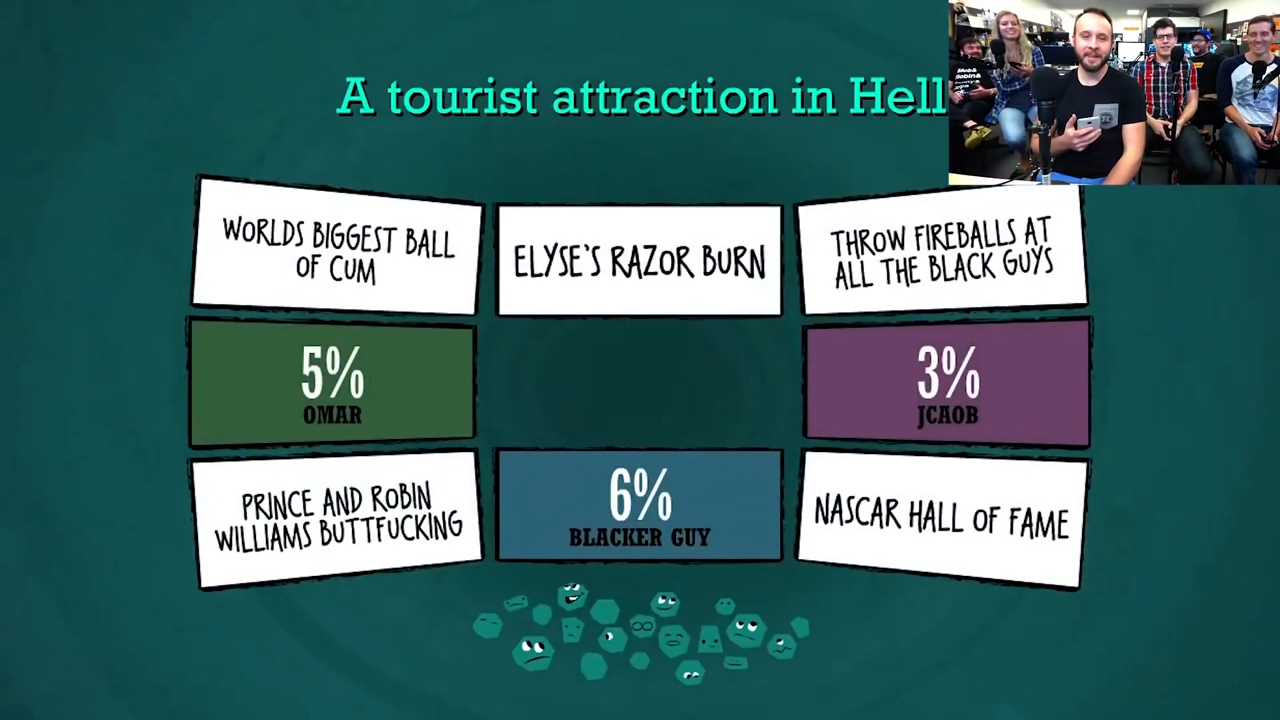 A tourist attraction in Hell
WORLDS BIGGEST BALL
OF CUM
ELYSE'S RAZOR BURN
THROW FIREBALLS AT
ALL THE BLACK GUYS
5%
OMAR
3%
JCAOB
PRINCE AND ROBIN
WILLIAMS BUTTFUCKING
6%
BLACKER GUY
NASCAR HALL OF FAME